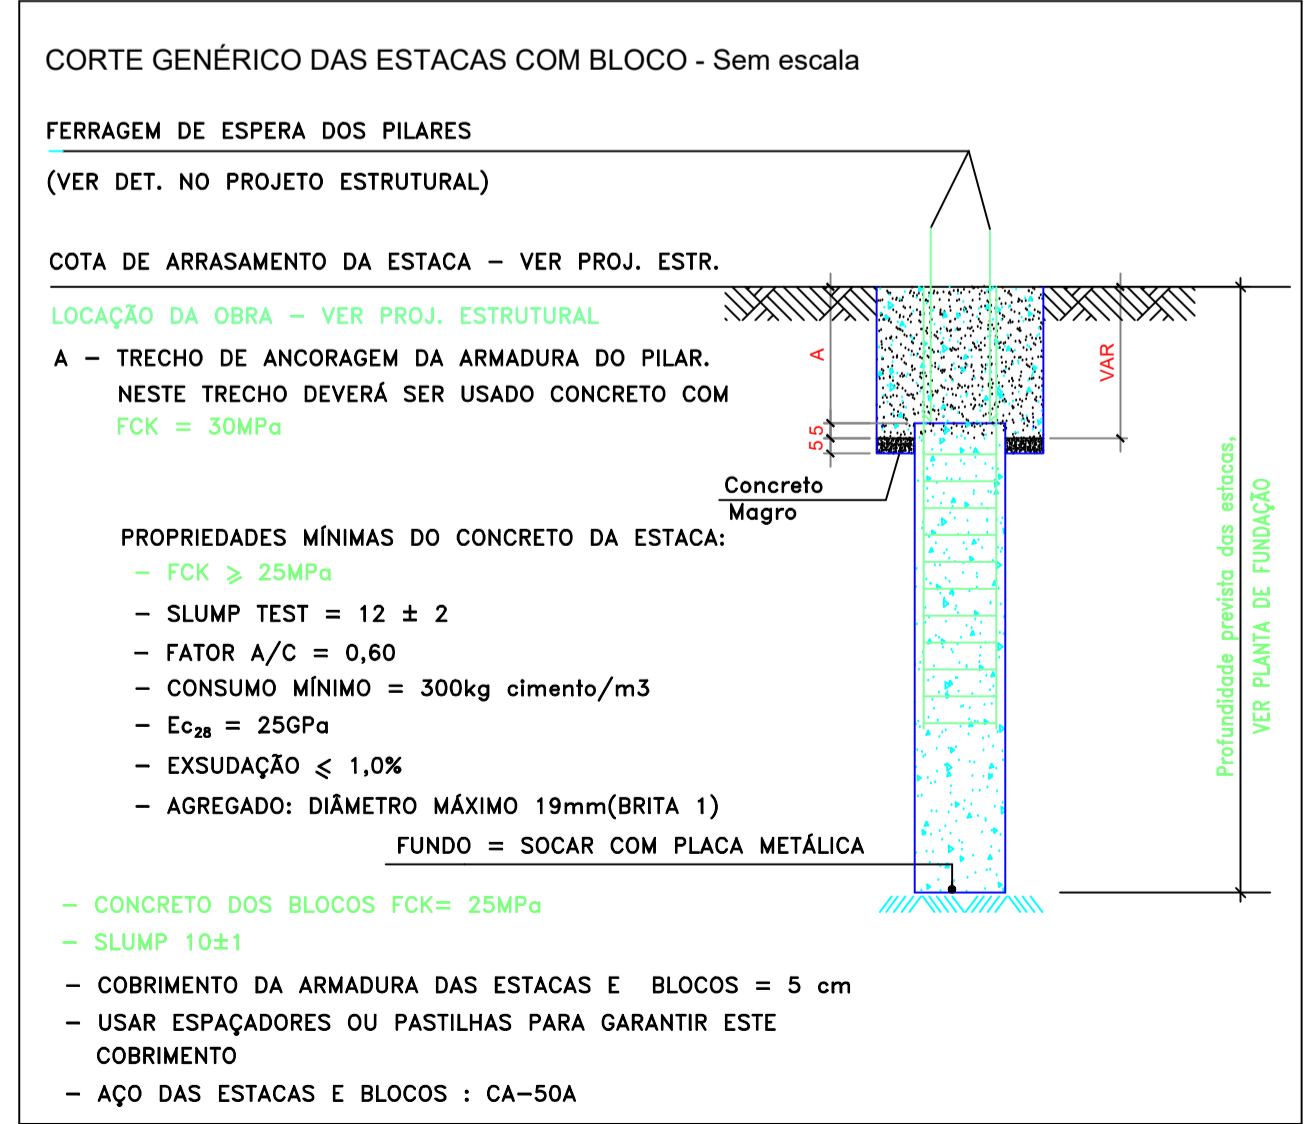 CORTE GENÉRICO DAS ESTACAS COM BLOCO - Sem escala
FERRAGEM DE ESPERA DOS PILARES
(VER DET. NO PROJETO ESTRUTURAL)
COTA DE ARRASAMENTO DA ESTACA – VER PROJ. ESTR.
LOCAÇÃO DA OBRA – VER PROJ. ESTRUTURAL
A – TRECHO DE ANCORAGEM DA ARMADURA DO PILAR.
NESTE TRECHO DEVERÁ SER USADO CONCRETO COM
FCK = 30MPa
A
5
5
VAR
Concreto
Magro
PROPRIEDADES MÍNIMAS DO CONCRETO DA ESTACA:
– FCK ⩾ 25MPa
– SLUMP TEST = 12 ± 2
– FATOR A/C = 0,60
– CONSUMO MÍNIMO = 300kg cimento/m3
– Ec₂₈ = 25GPa
– EXSUDAÇÃO ⩽ 1,0%
– AGREGADO: DIÂMETRO MÁXIMO 19mm(BRITA 1)
FUNDO = SOCAR COM PLACA METÁLICA
Profundidade prevista das estacas,
VER PLANTA DE FUNDAÇÃO
– CONCRETO DOS BLOCOS FCK= 25MPa
– SLUMP 10±1
– COBRIMENTO DA ARMADURA DAS ESTACAS E BLOCOS = 5 cm
– USAR ESPAÇADORES OU PASTILHAS PARA GARANTIR ESTE
COBRIMENTO
– AÇO DAS ESTACAS E BLOCOS : CA–50A